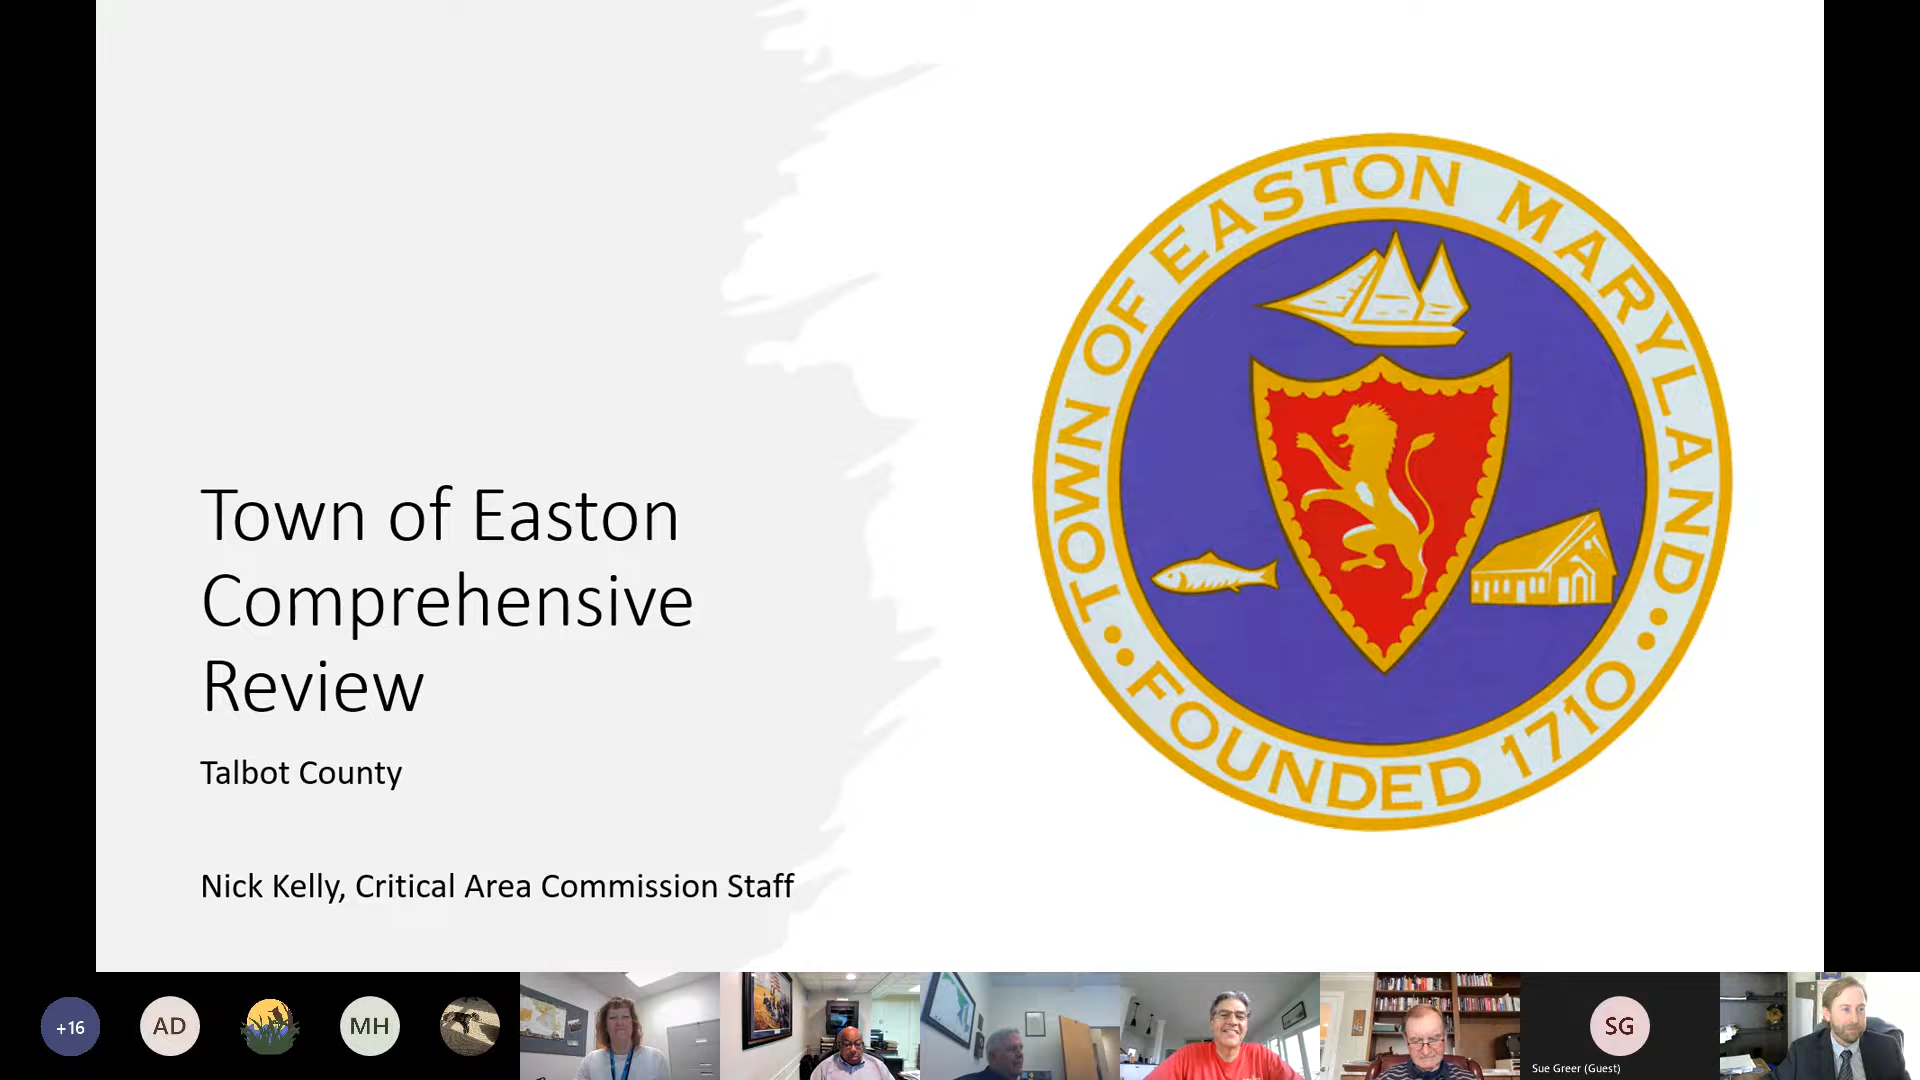 Town of Easton
Comprehensive
Review
Talbot County
Nick Kelly, Critical Area Commission Staff
TOWN OF EASTON MARYLAND
FOUNDED 1710
+16
AD
MH
SG
Sue Greer (Guest)